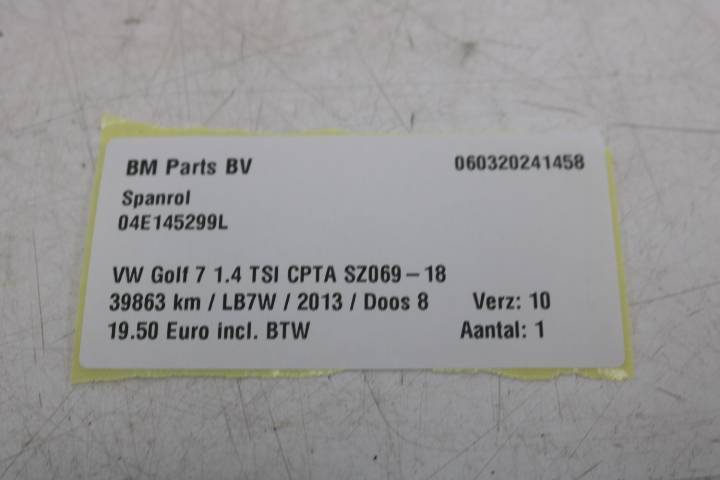 BM Parts BV 060320241458
Spanrol
04E145299L
VW Golf 7 1.4 TSI CPTA SZ069-18
39863 km / LB7W / 2013 / Doos 8 Verz: 10
19.50 Euro incl. BTW Aantal: 1